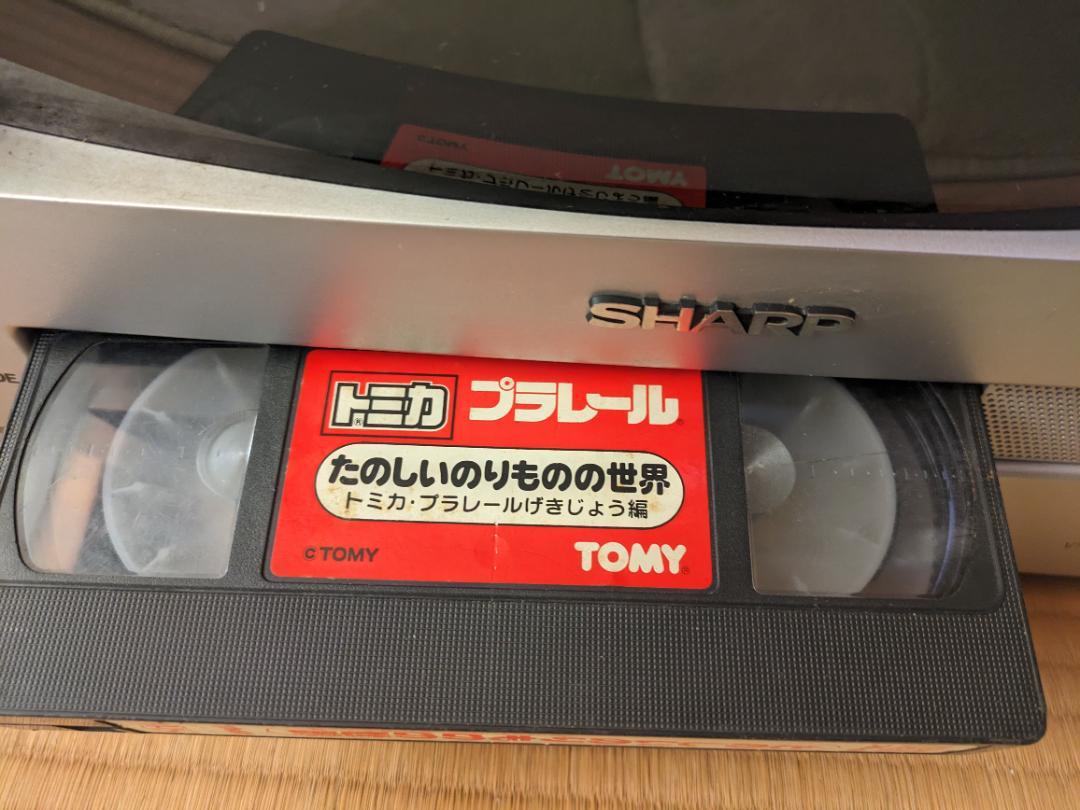 SHARP
DE
トミカ プラレール
たのしいのりものの世界
トミカ・プラレールげきじょう編
©TOMY TOMY